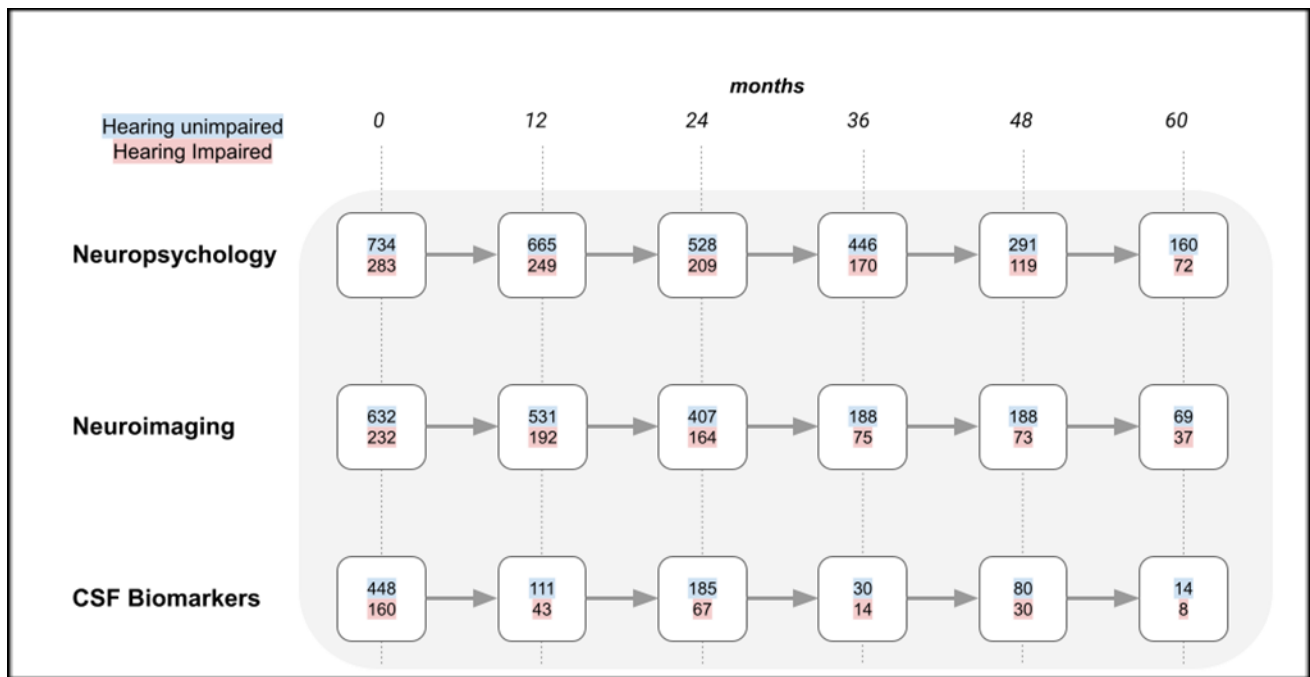 months
Hearing unimpaired
Hearing Impaired
0 12 24 36 48 60
Neuropsychology
734 665 528 446 291 160
283 249 209 170 119 72
Neuroimaging
632 531 407 188 188 69
232 192 164 75 73 37
CSF Biomarkers
448 111 185 30 80 14
160 43 67 14 30 8